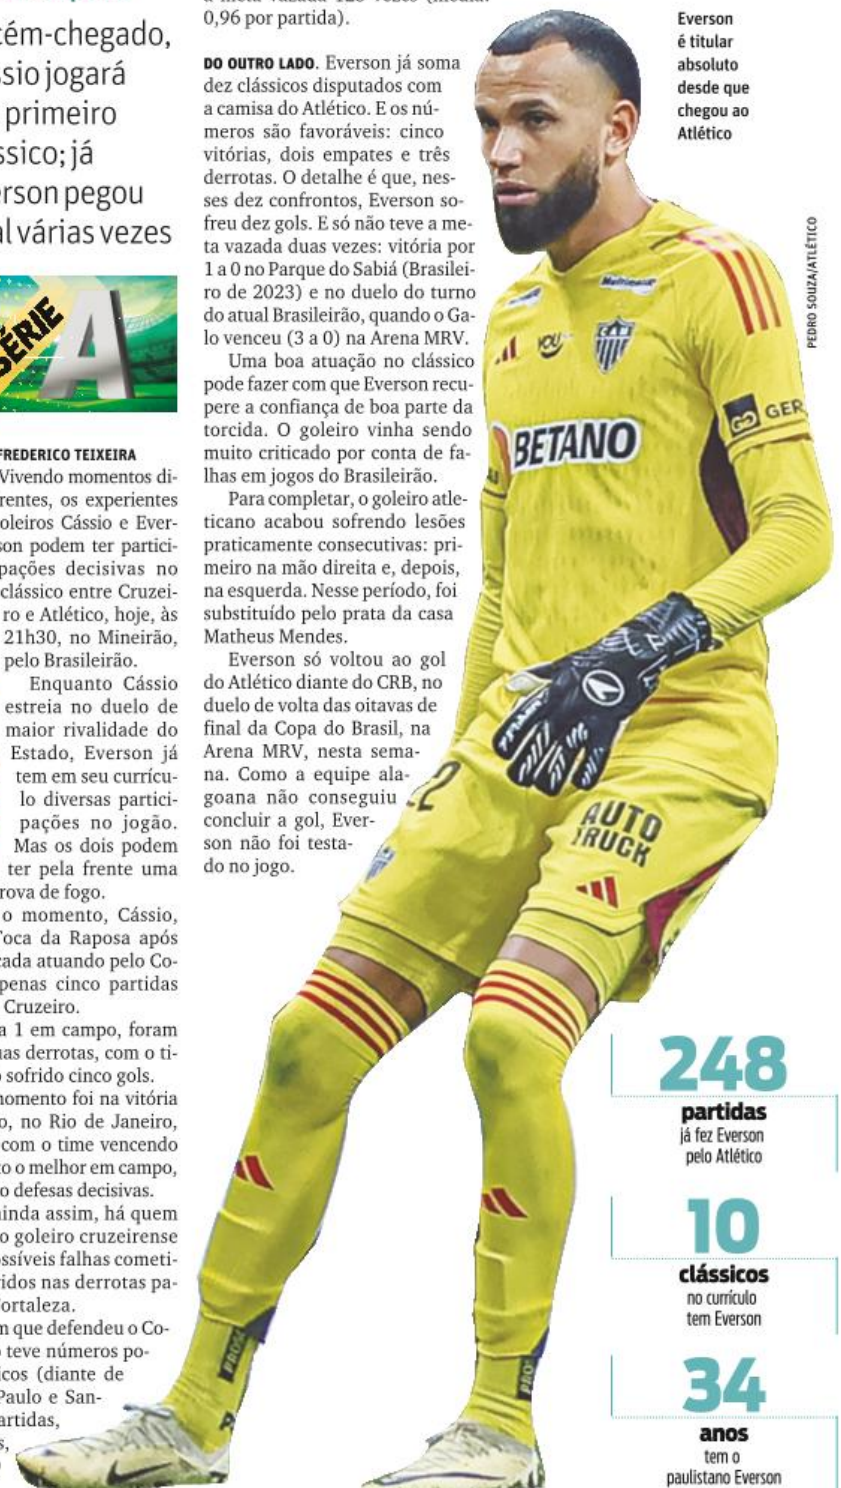 cém-chegado,
ssio jogará
primeiro
ssico; já
erson pegou
al várias vezes
SÉRIE A
FREDERICO TEIXEIRA
Vivendo momentos di-
rentes, os experientes
oleiros Cássio e Ever-
son podem ter partici-
pações decisivas no
clássico entre Cruzei-
ro e Atlético, hoje, às
21h30, no Mineirão,
pelo Brasileirão.
Enquanto Cássio
estreia no duelo de
maior rivalidade do
Estado, Everson já
tem em seu currícu-
lo diversas partici-
pações no jogão.
Mas os dois podem
ter pela frente uma
rova de fogo.
o momento, Cássio,
Toca da Raposa após
cada atuando pelo Co-
penas cinco partidas
Cruzeiro.
a 1 em campo, foram
uas derrotas, com o ti-
sofrido cinco gols.
momento foi na vitória
o, no Rio de Janeiro,
com o time vencendo
to o melhor em campo,
o defesas decisivas.
ainda assim, há quem
o goleiro cruzeirense
ossíveis falhas cometi-
ridos nas derrotas pa-
Fortaleza.
m que defendeu o Co-
teve números po-
icos (diante de
Paulo e San-
artidas,
s,
a meta vazada 128 vezes (média:
0,96 por partida).
DO OUTRO LADO. Everson já soma
dez clássicos disputados com
a camisa do Atlético. E os nú-
meros são favoráveis: cinco
vitórias, dois empates e três
derrotas. O detalhe é que, nes-
ses dez confrontos, Everson so-
freu dez gols. E só não teve a me-
ta vazada duas vezes: vitória por
1 a 0 no Parque do Sabiá (Brasilei-
ro de 2023) e no duelo do turno
do atual Brasileirão, quando o Ga-
lo venceu (3 a 0) na Arena MRV.
Uma boa atuação no clássico
pode fazer com que Everson recu-
pere a confiança de boa parte da
torcida. O goleiro vinha sendo
muito criticado por conta de fa-
lhas em jogos do Brasileirão.
Para completar, o goleiro atle-
ticano acabou sofrendo lesões
praticamente consecutivas: pri-
meiro na mão direita e, depois,
na esquerda. Nesse período, foi
substituído pelo prata da casa
Matheus Mendes.
Everson só voltou ao gol
do Atlético diante do CRB, no
duelo de volta das oitavas de
final da Copa do Brasil, na
Arena MRV, nesta sema-
na. Como a equipe ala-
goana não conseguiu
concluir a gol, Ever-
son não foi testa-
do no jogo.
Everson
é titular
absoluto
desde que
chegou ao
Atlético
PEDRO SOUZA/ATLÉTICO
YOU
GER
BETANO
22
AUTO
TRUCK
248
partidas
já fez Everson
pelo Atlético
10
clássicos
no currículo
tem Everson
34
anos
tem o
paulistano Everson